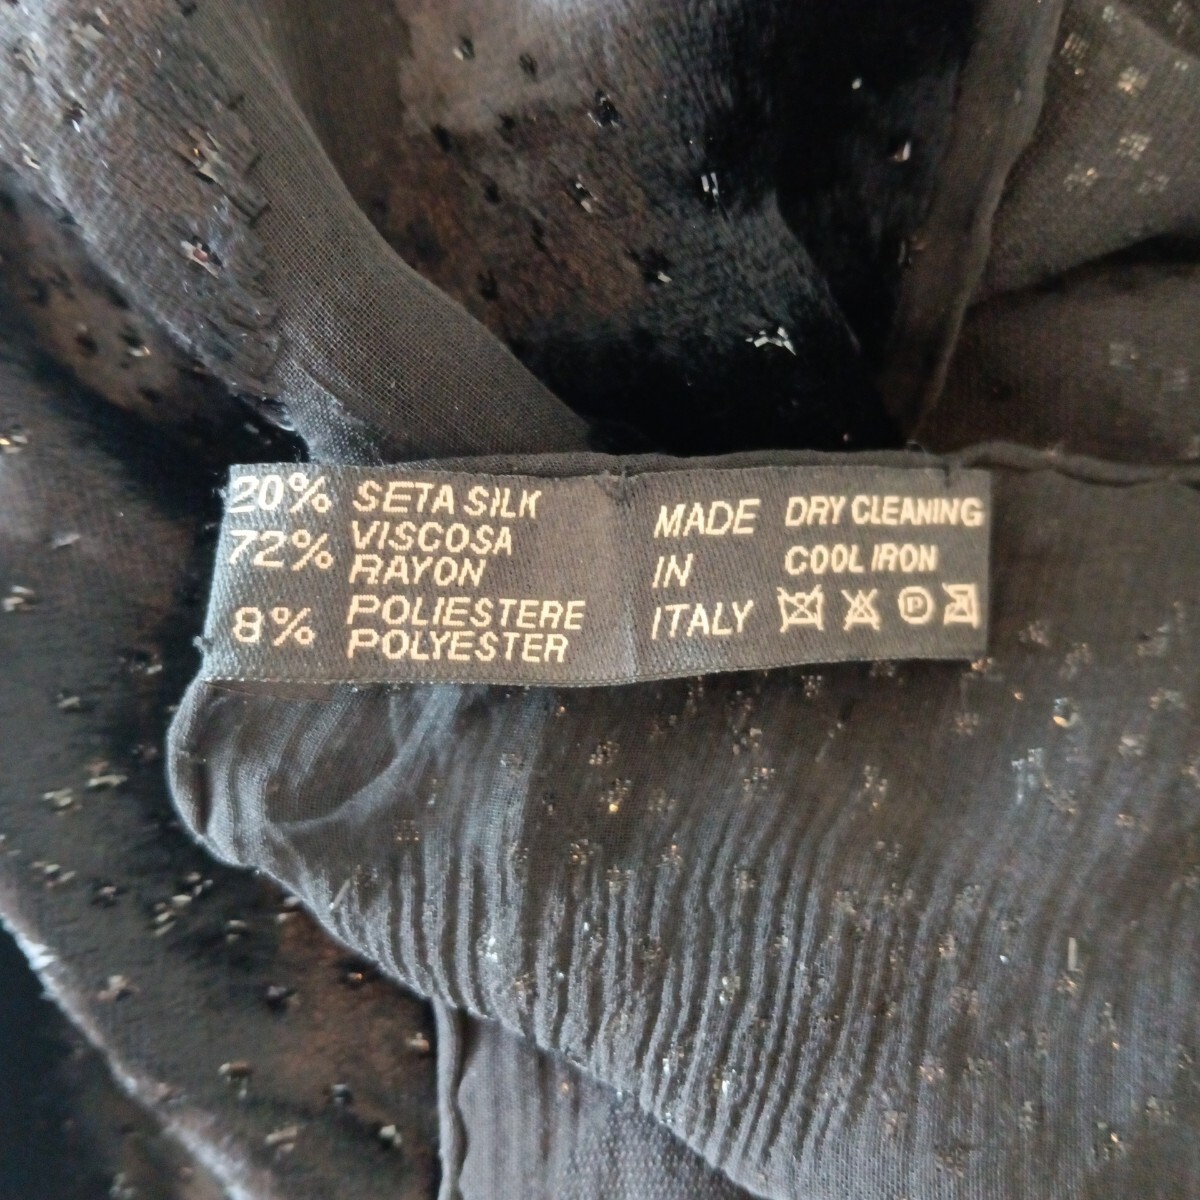 20% SETA SILK
72% VISCOSA
RAYON
8% POLIESTERE
POLYESTER
MADE
IN
ITALY
DRY CLEANING
COOL IRON
P